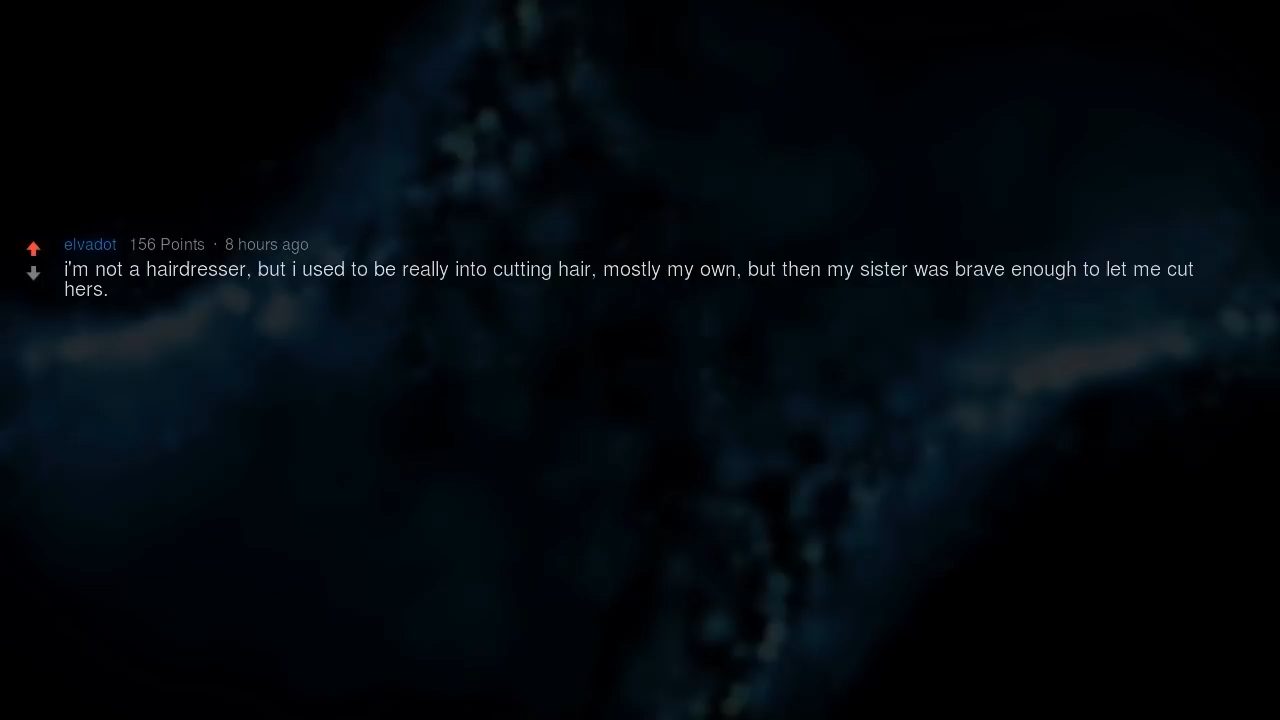 elvadot 156 Points · 8 hours ago
i'm not a hairdresser, but i used to be really into cutting hair, mostly my own, but then my sister was brave enough to let me cut
hers.